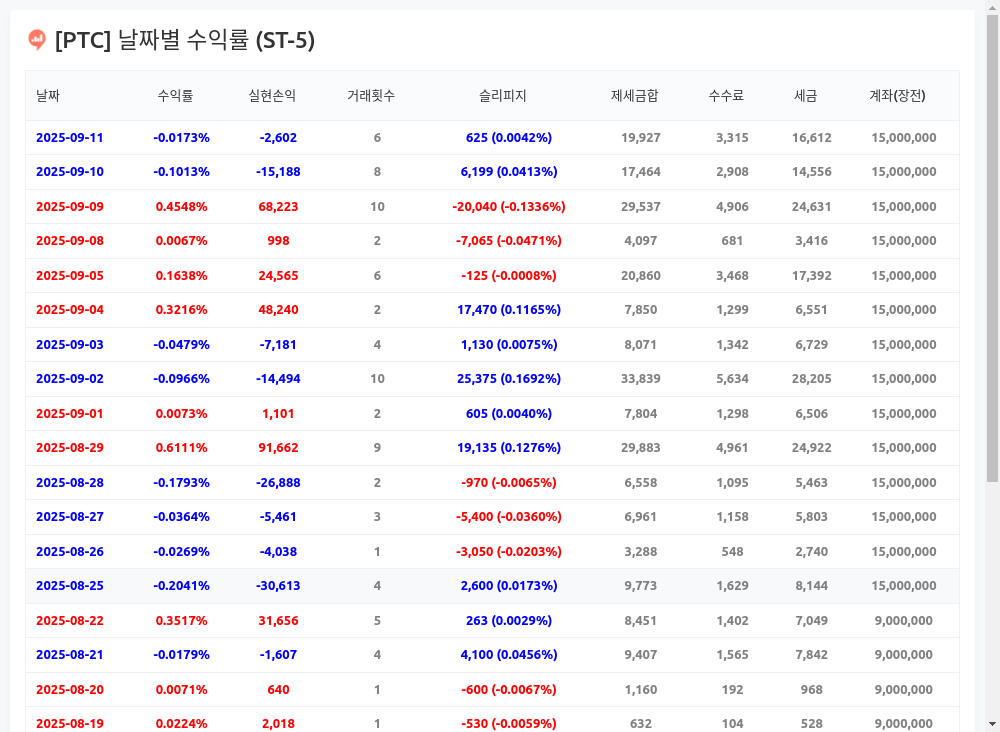 [PTC] 날짜별 수익률 (ST-5)
날짜 수익률 실현손익 거래횟수 슬리피지 제세금합 수수료 세금 계좌(장전)
2025-09-11 -0.0173% -2,602 6 625 (0.0042%) 19,927 3,315 16,612 15,000,000
2025-09-10 -0.1013% -15,188 8 6,199 (0.0413%) 17,464 2,908 14,556 15,000,000
2025-09-09 0.4548% 68,223 10 -20,040 (-0.1336%) 29,537 4,906 24,631 15,000,000
2025-09-08 0.0067% 998 2 -7,065 (-0.0471%) 4,097 681 3,416 15,000,000
2025-09-05 0.1638% 24,565 6 -125 (-0.0008%) 20,860 3,468 17,392 15,000,000
2025-09-04 0.3216% 48,240 2 17,470 (0.1165%) 7,850 1,299 6,551 15,000,000
2025-09-03 -0.0479% -7,181 4 1,130 (0.0075%) 8,071 1,342 6,729 15,000,000
2025-09-02 -0.0966% -14,494 10 25,375 (0.1692%) 33,839 5,634 28,205 15,000,000
2025-09-01 0.0073% 1,101 2 605 (0.0040%) 7,804 1,298 6,506 15,000,000
2025-08-29 0.6111% 91,662 9 19,135 (0.1276%) 29,883 4,961 24,922 15,000,000
2025-08-28 -0.1793% -26,888 2 -970 (-0.0065%) 6,558 1,095 5,463 15,000,000
2025-08-27 -0.0364% -5,461 3 -5,400 (-0.0360%) 6,961 1,158 5,803 15,000,000
2025-08-26 -0.0269% -4,038 1 -3,050 (-0.0203%) 3,288 548 2,740 15,000,000
2025-08-25 -0.2041% -30,613 4 2,600 (0.0173%) 9,773 1,629 8,144 15,000,000
2025-08-22 0.3517% 31,656 5 263 (0.0029%) 8,451 1,402 7,049 9,000,000
2025-08-21 -0.0179% -1,607 4 4,100 (0.0456%) 9,407 1,565 7,842 9,000,000
2025-08-20 0.0071% 640 1 -600 (-0.0067%) 1,160 192 968 9,000,000
2025-08-19 0.0224% 2,018 1 -530 (-0.0059%) 632 104 528 9,000,000